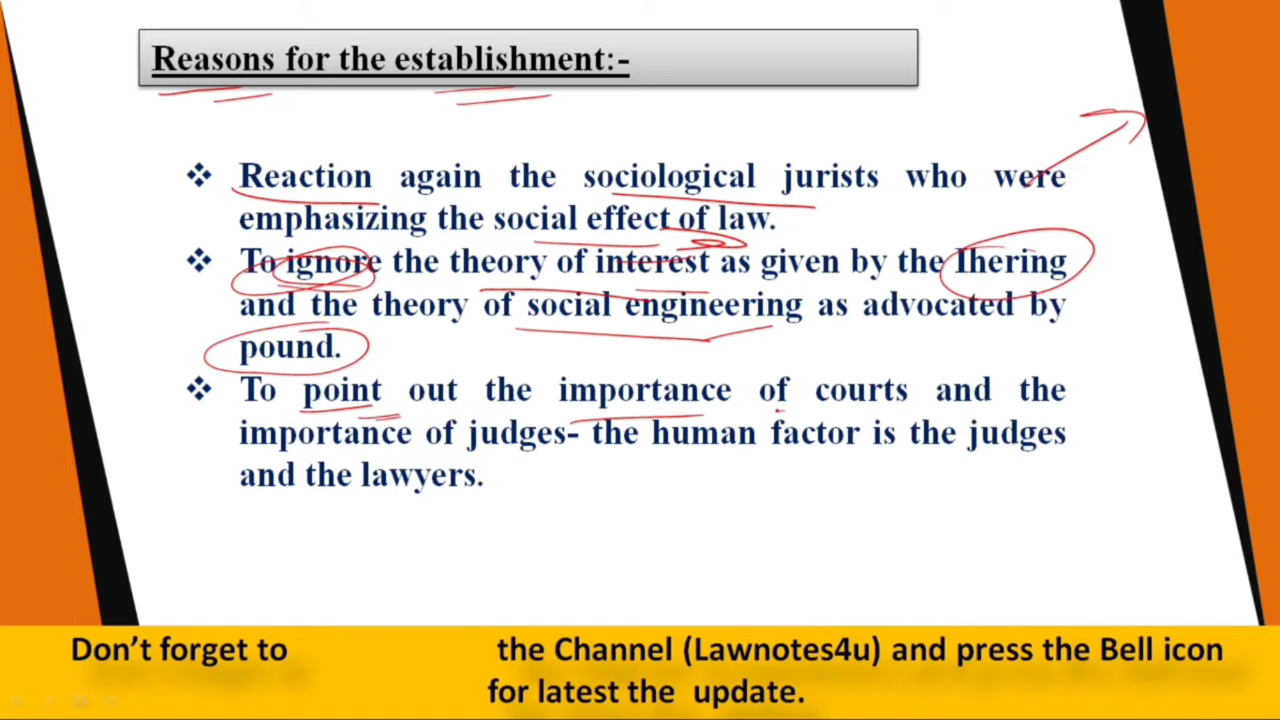 Reasons for the establishment:-
❖ Reaction again the sociological jurists who were
emphasizing the social effect of law.
❖ To ignore the theory of interest as given by the Ihering
and the theory of social engineering as advocated by
pound.
❖ To point out the importance of courts and the
importance of judges- the human factor is the judges
and the lawyers.
Don’t forget to the Channel (Lawnotes4u) and press the Bell icon
for latest the update.